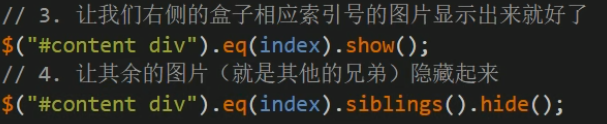 // 3. 让我们右侧的盒子相应索引号的图片显示出来就好了
$("#content div").eq(index).show();
// 4. 让其余的图片（就是其他的兄弟）隐藏起来
$("#content div").eq(index).siblings().hide();